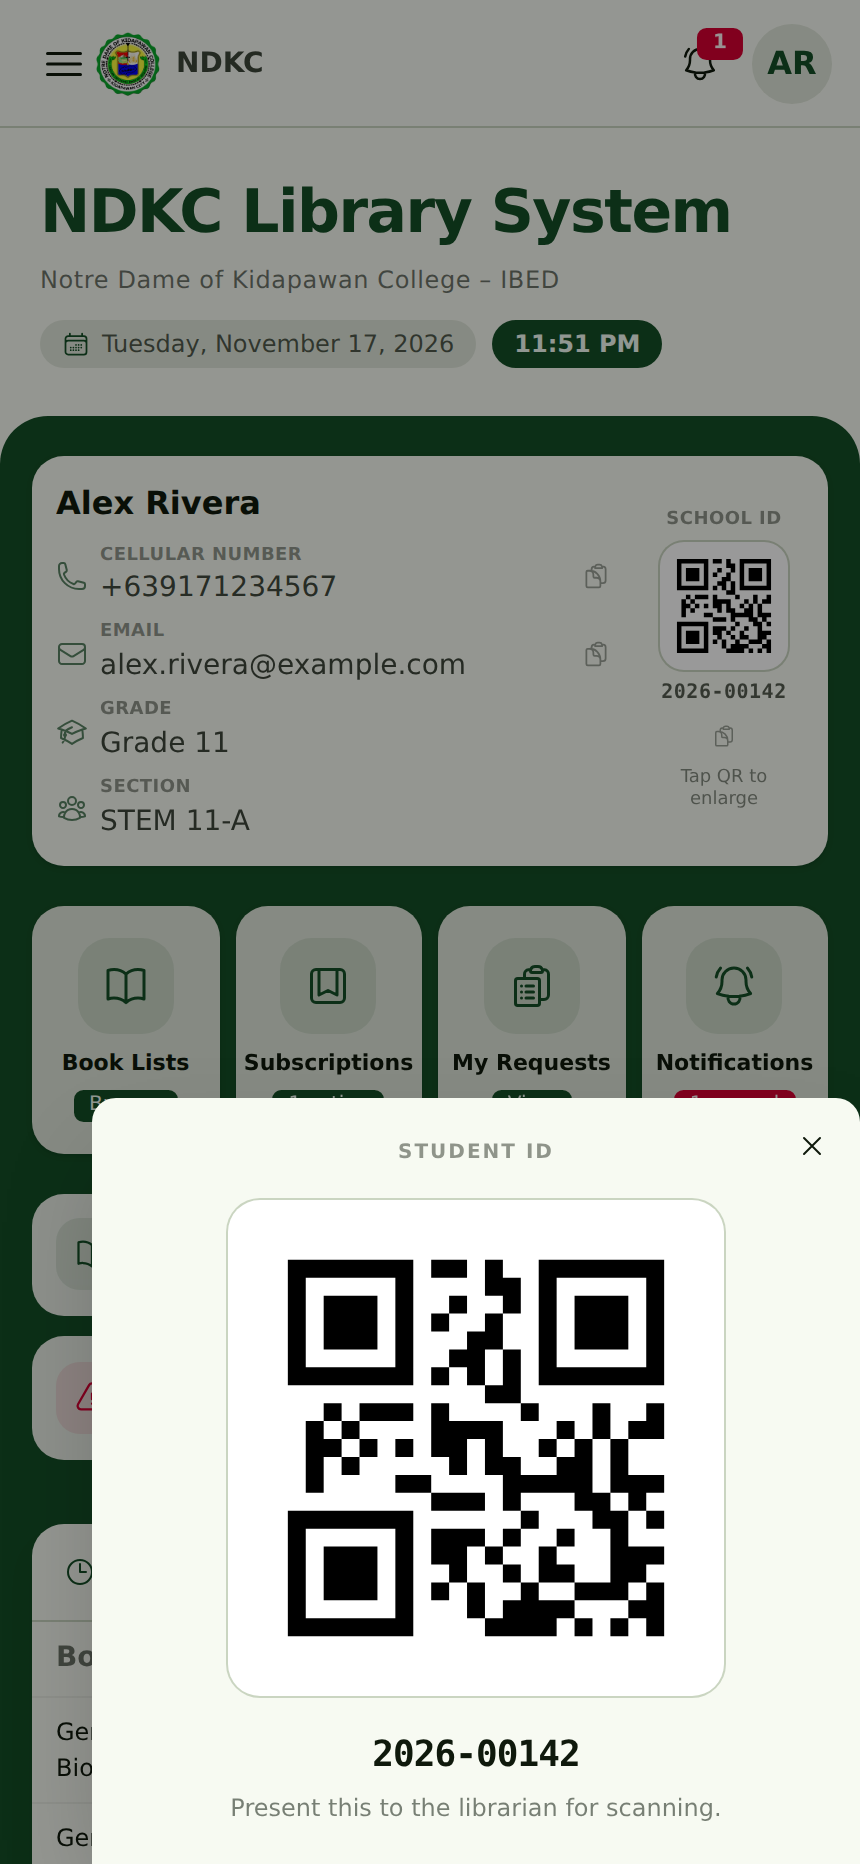 NDKC
1
AR
NDKC Library System
Notre Dame of Kidapawan College – IBED
Tuesday, November 17, 2026
11:51 PM
Alex Rivera
CELLULAR NUMBER
+639171234567
EMAIL
alex.rivera@example.com
GRADE
Grade 11
SECTION
STEM 11-A
SCHOOL ID
2026-00142
Tap QR to
enlarge
Book Lists
Subscriptions
My Requests
Notifications
STUDENT ID
2026-00142
Present this to the librarian for scanning.